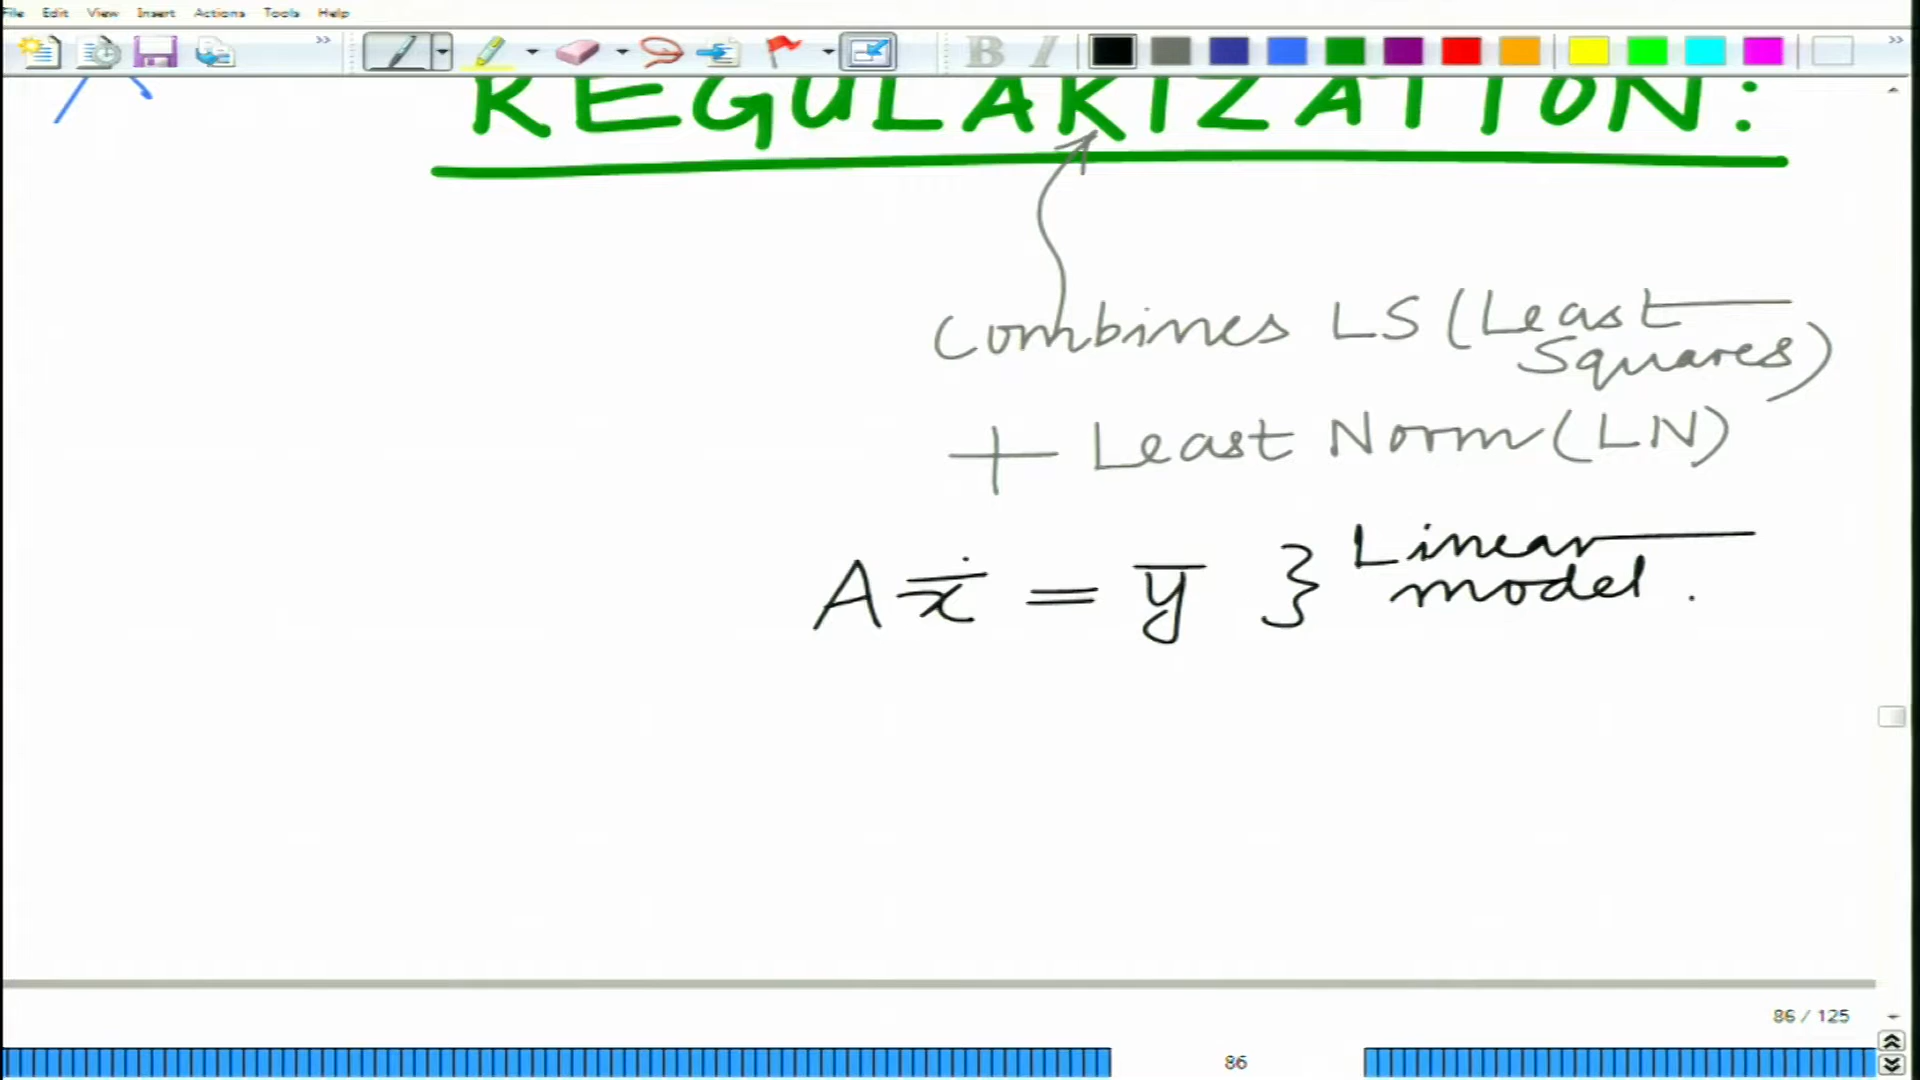 File Edit View Insert Actions Tools Help
B I
REGULARIZATION:
Combines LS (Least
Squares)
+ Least Norm (LN)
A x̄ = ȳ } Linear
model.
86 / 125
86